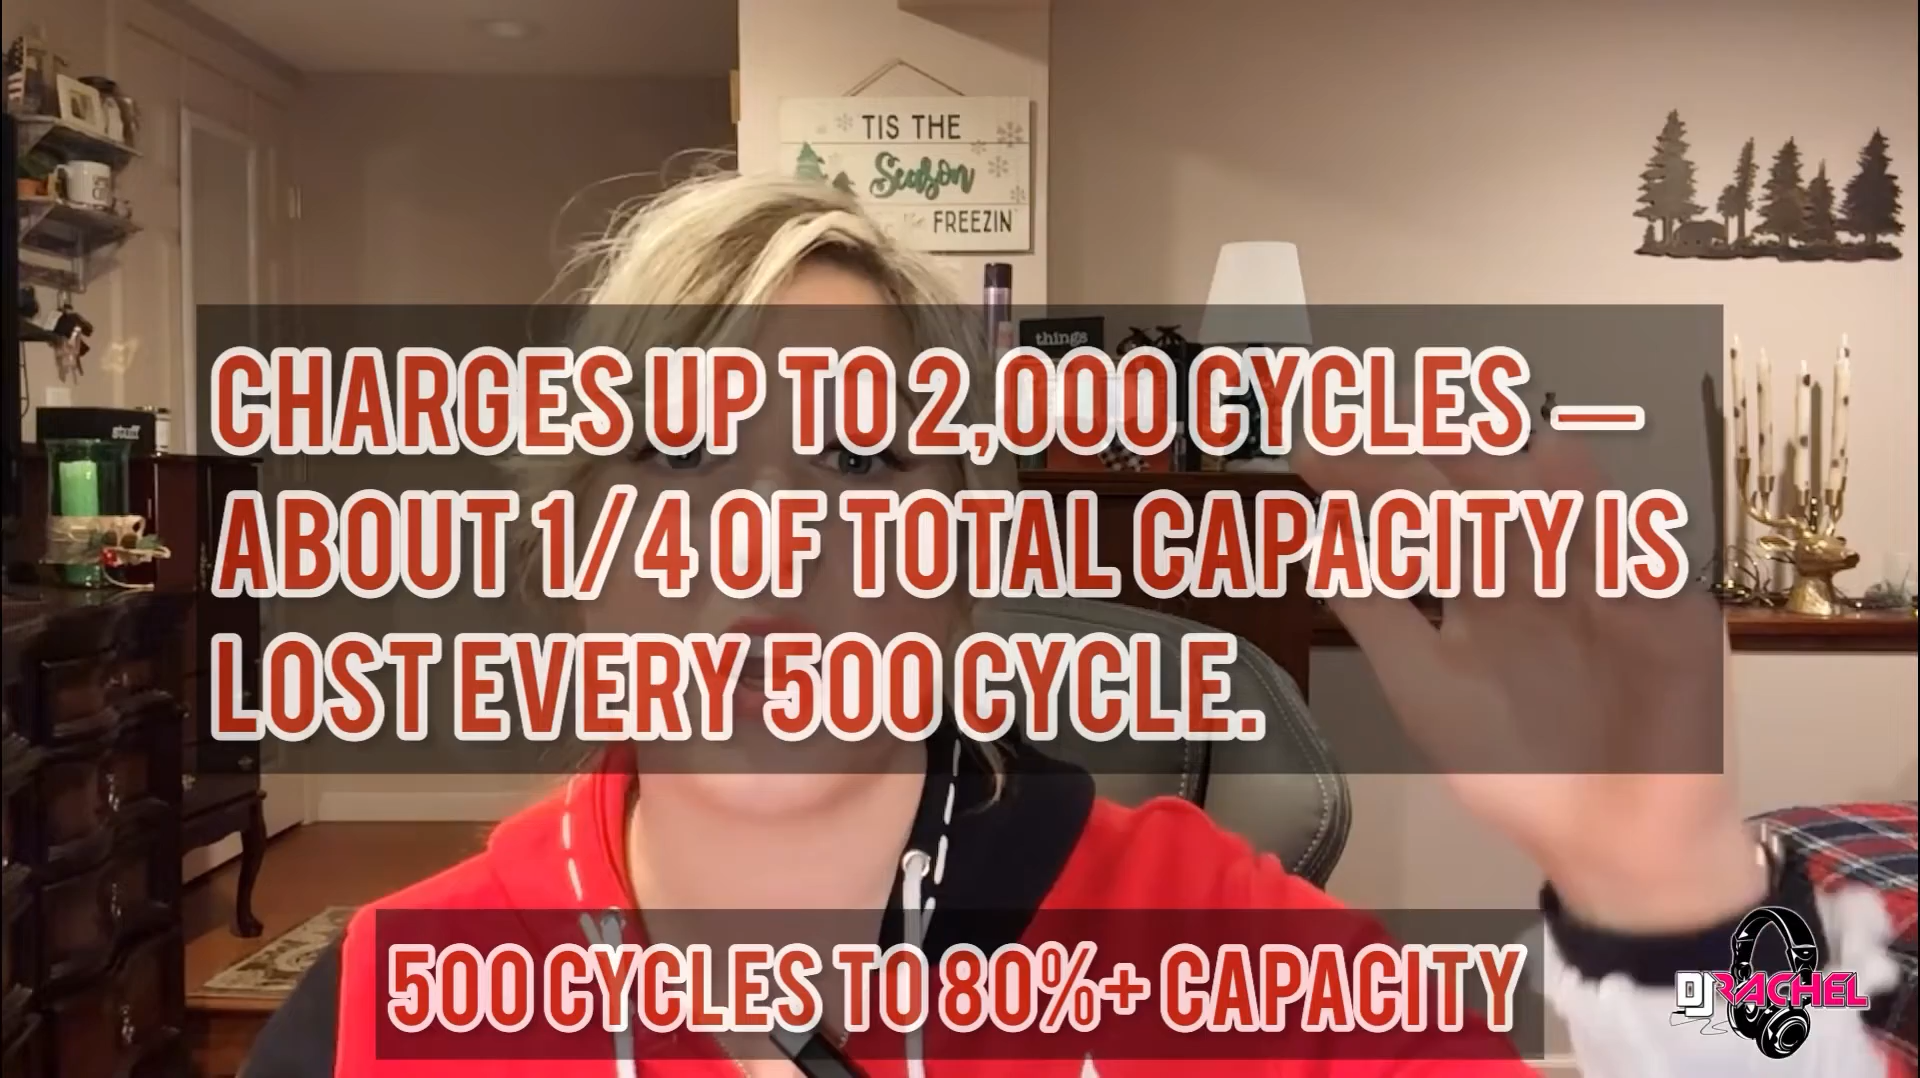 TIS THE
Season
FREEZIN'
things
stuff
CHARGES UP TO 2,000 CYCLES —
ABOUT 1/4 OF TOTAL CAPACITY IS
LOST EVERY 500 CYCLE.
500 CYCLES TO 80%+ CAPACITY
DJ RACHEL